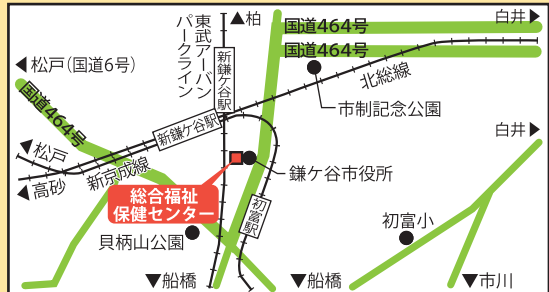 東武アーバン
パークライン
▲柏
国道464号
国道464号
白井▶
新鎌ケ谷駅
◀松戸(国道6号)
北総線
市制記念公園
国道464号
新鎌ケ谷駅
◀松戸
◀高砂
新京成線
白井▶
鎌ケ谷市役所
総合福祉
保健センター
初富駅
初富小
貝柄山公園
▼船橋
▼船橋
▼市川